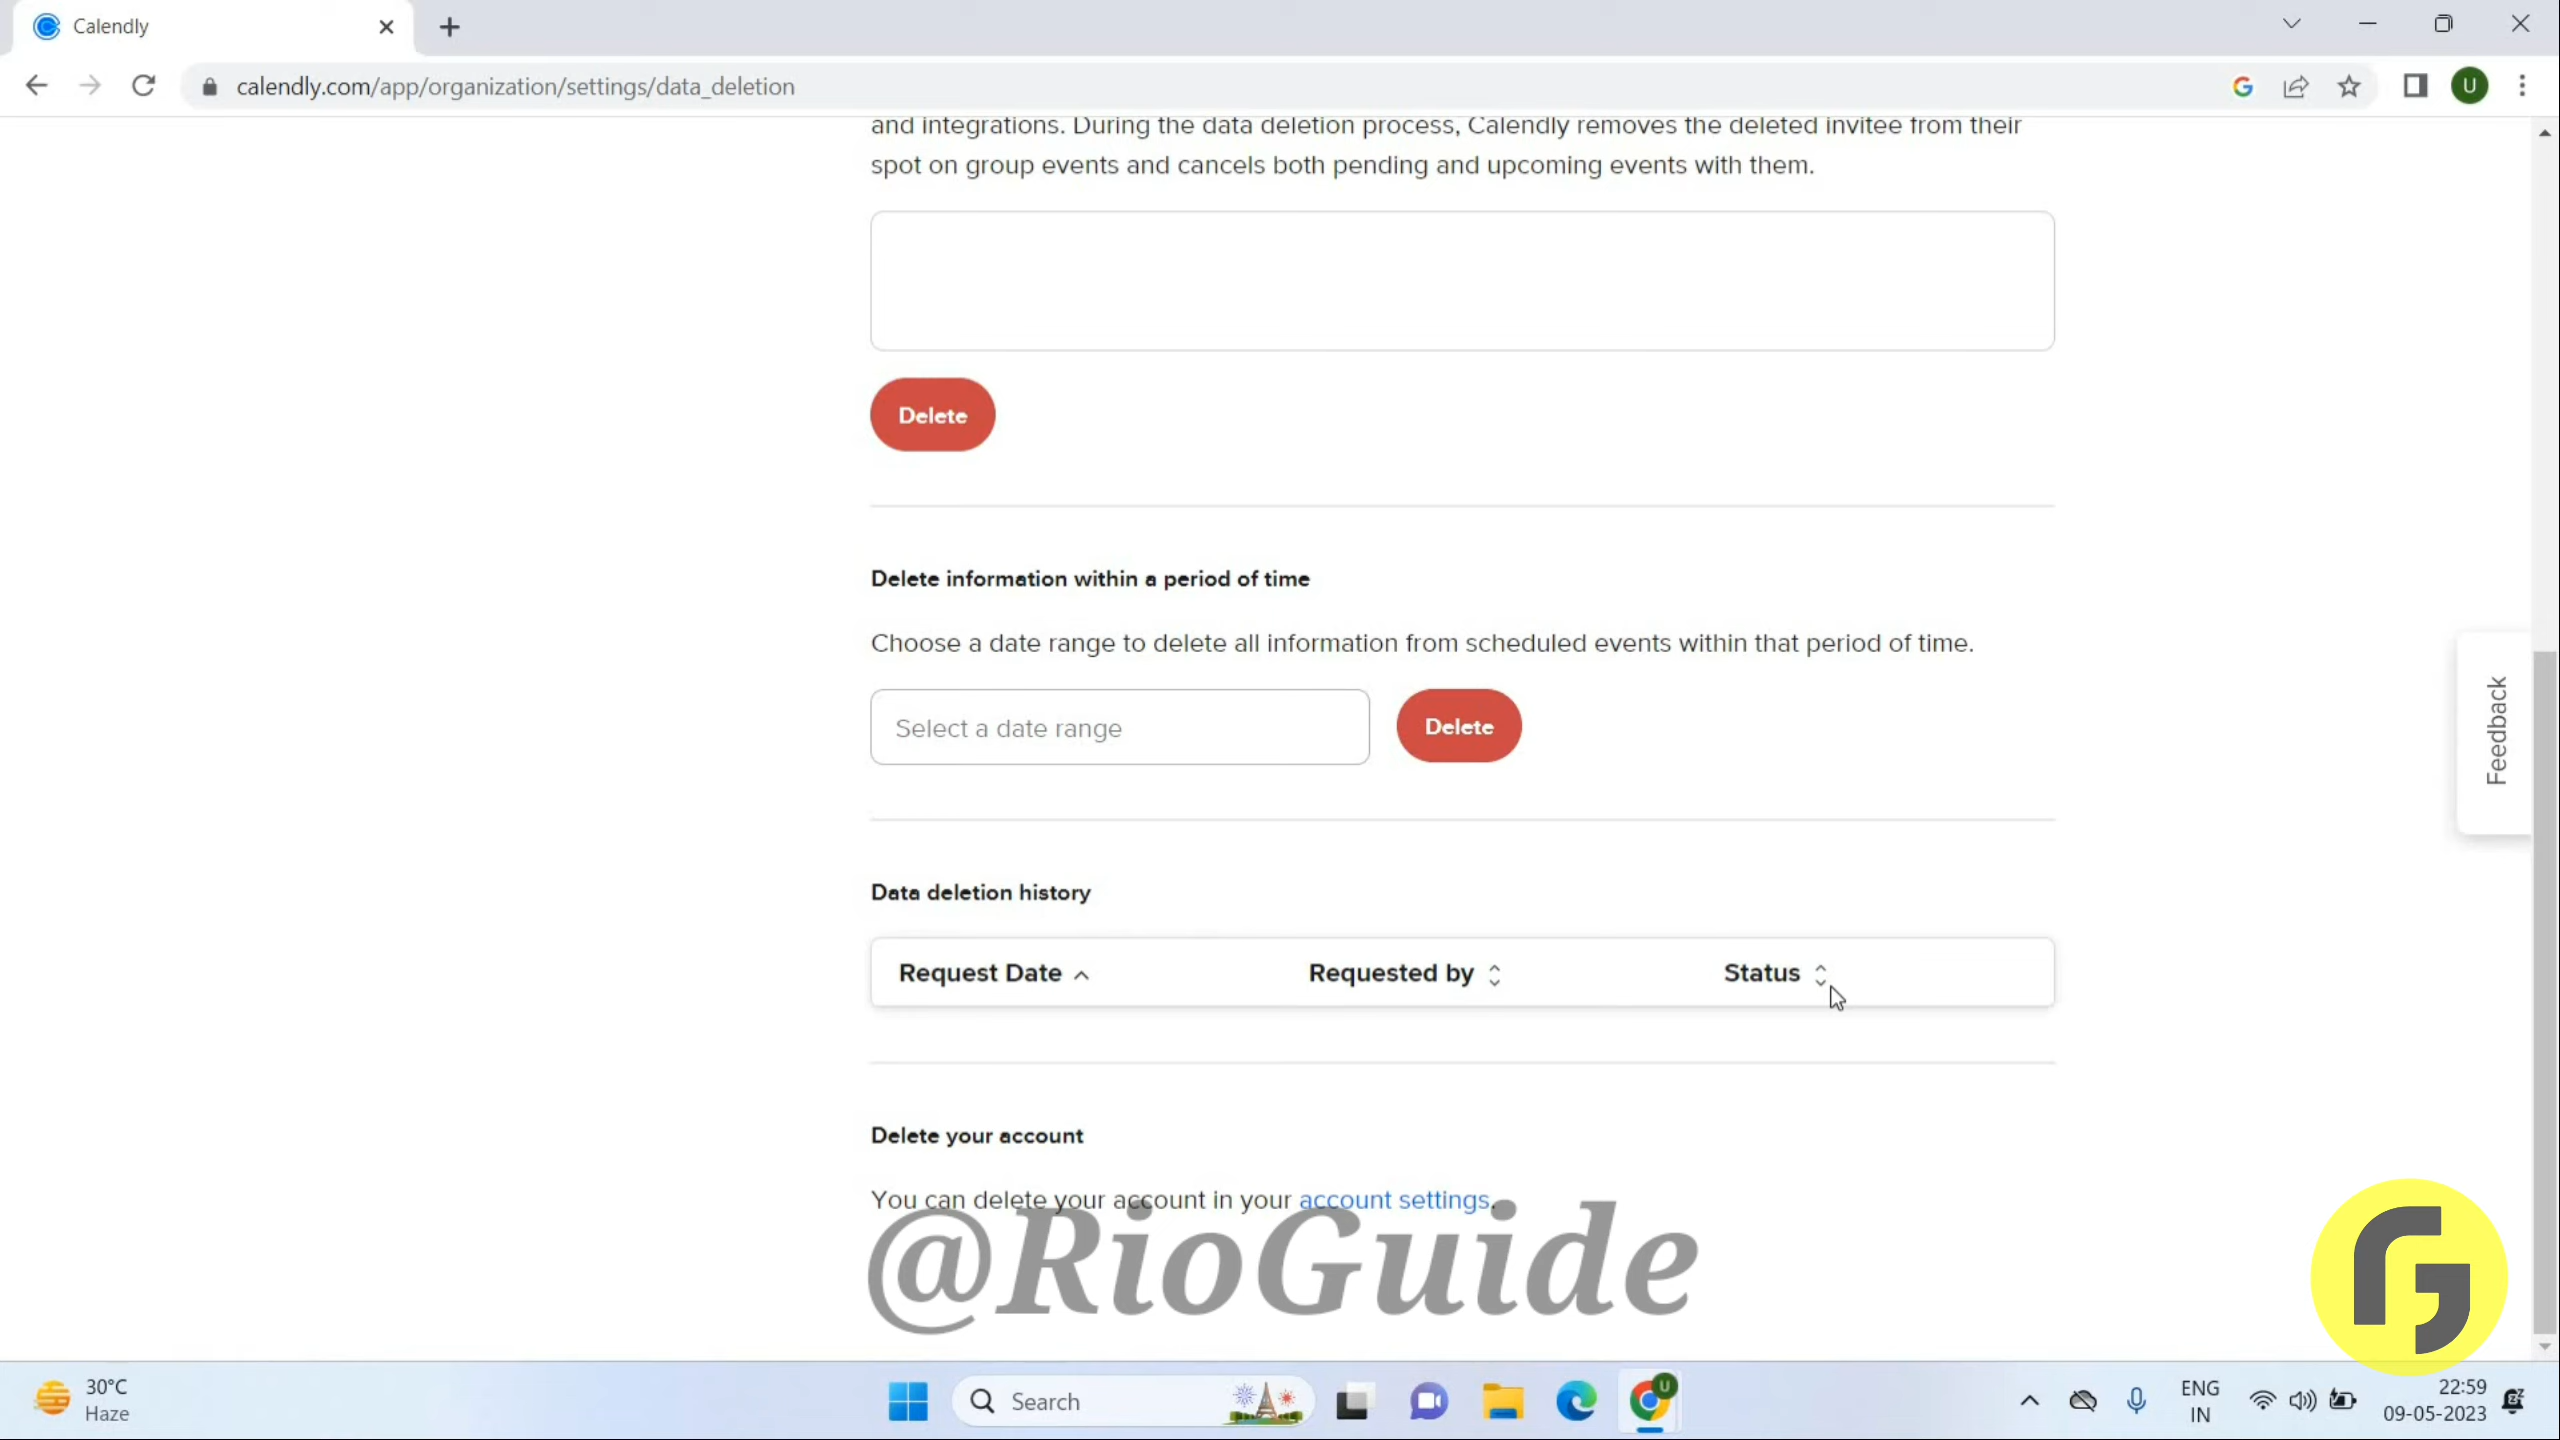 Calendly
calendly.com/app/organization/settings/data_deletion
U
and integrations. During the data deletion process, Calendly removes the deleted invitee from their
spot on group events and cancels both pending and upcoming events with them.
Delete
Delete information within a period of time
Choose a date range to delete all information from scheduled events within that period of time.
Select a date range
Delete
Feedback
Data deletion history
Request Date
Requested by
Status
Delete your account
You can delete your account in your account settings.
@RioGuide
30°C
Haze
Search
U
ENG
IN
22:59
09-05-2023